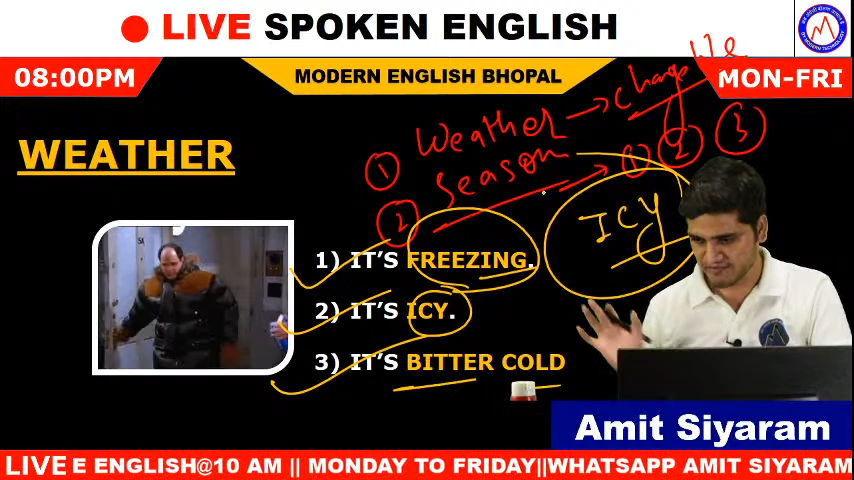 LIVE SPOKEN ENGLISH
08:00PM
MODERN ENGLISH BHOPAL
MON-FRI
WEATHER
① Weather → Change
② Season → ① ② ③
ICY
5A
1) IT'S FREEZING.
2) IT'S ICY.
3) IT'S BITTER COLD
Amit Siyaram
LIVE E ENGLISH@10 AM || MONDAY TO FRIDAY||WHATSAPP AMIT SIYARAM